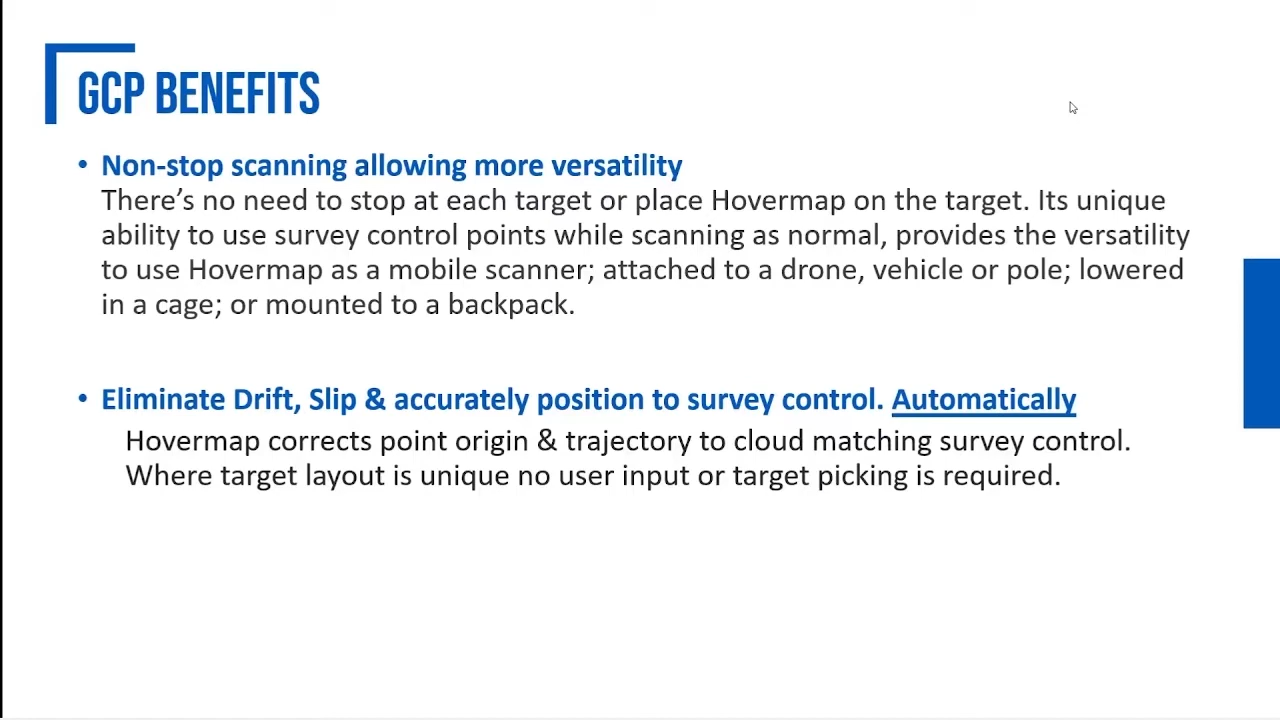 GCP BENEFITS
• Non-stop scanning allowing more versatility
There’s no need to stop at each target or place Hovermap on the target. Its unique
ability to use survey control points while scanning as normal, provides the versatility
to use Hovermap as a mobile scanner; attached to a drone, vehicle or pole; lowered
in a cage; or mounted to a backpack.
• Eliminate Drift, Slip & accurately position to survey control. Automatically
Hovermap corrects point origin & trajectory to cloud matching survey control.
Where target layout is unique no user input or target picking is required.